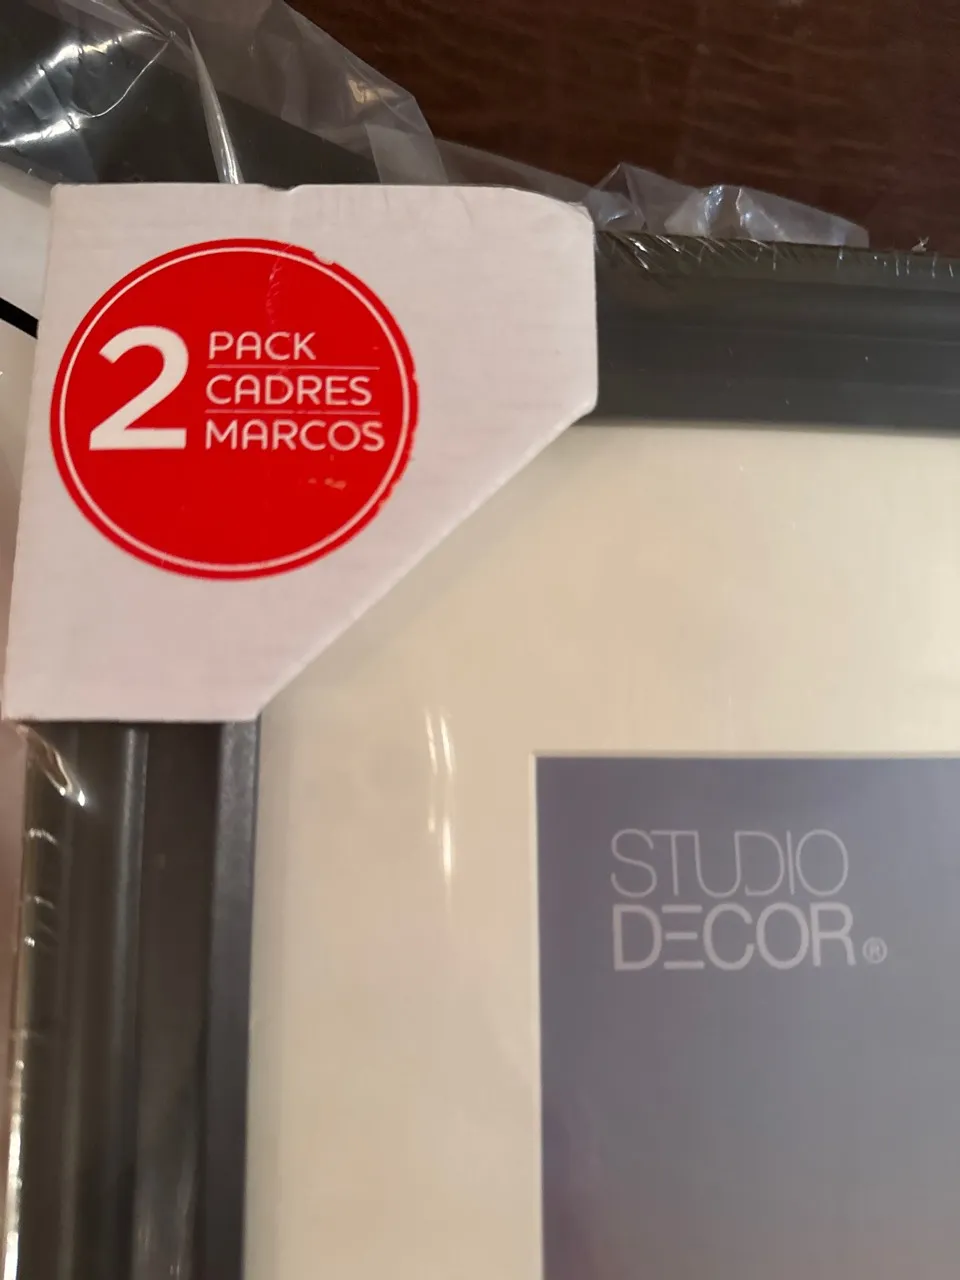 2
PACK
CADRES
MARCOS
STUDIO
DECOR®